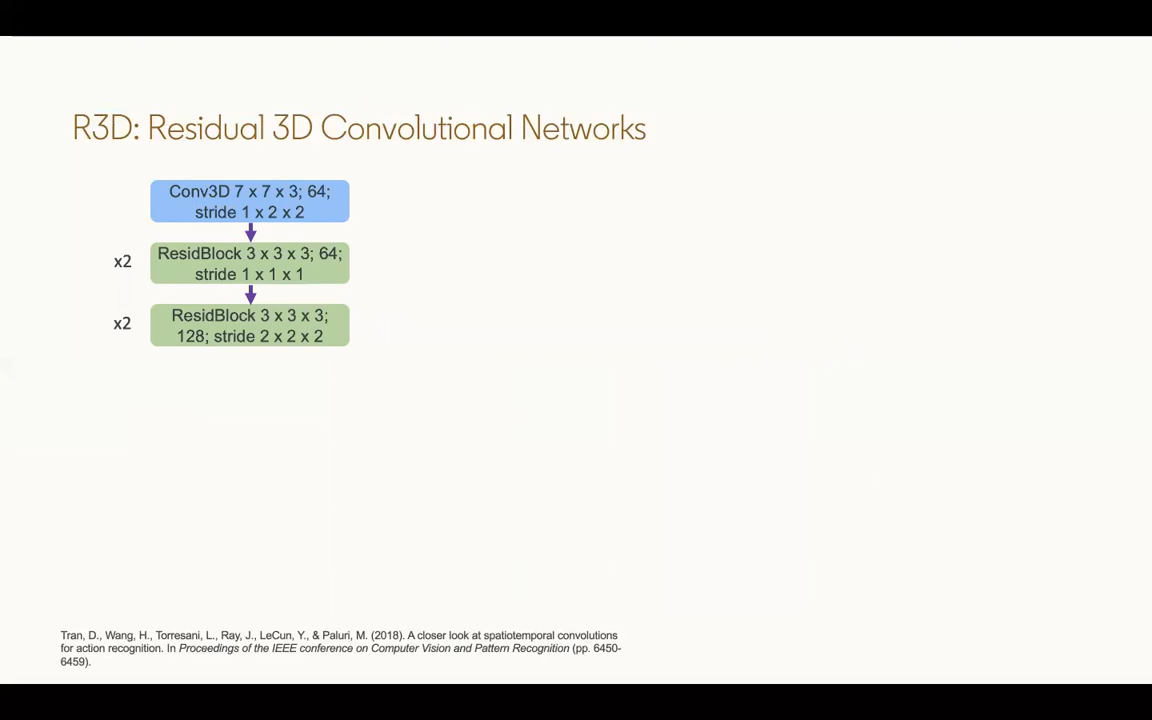 R3D: Residual 3D Convolutional Networks
Conv3D 7 x 7 x 3; 64;
stride 1 x 2 x 2
x2
ResidBlock 3 x 3 x 3; 64;
stride 1 x 1 x 1
x2
ResidBlock 3 x 3 x 3;
128; stride 2 x 2 x 2
Tran, D., Wang, H., Torresani, L., Ray, J., LeCun, Y., & Paluri, M. (2018). A closer look at spatiotemporal convolutions
for action recognition. In Proceedings of the IEEE conference on Computer Vision and Pattern Recognition (pp. 6450-
6459).